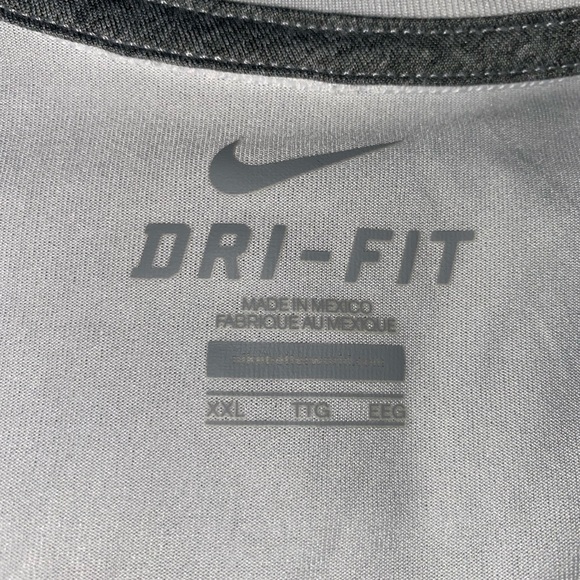 DRI-FIT
MADE IN MEXICO
FABRIQUE AU MEXIQUE
XXL TTG EEG